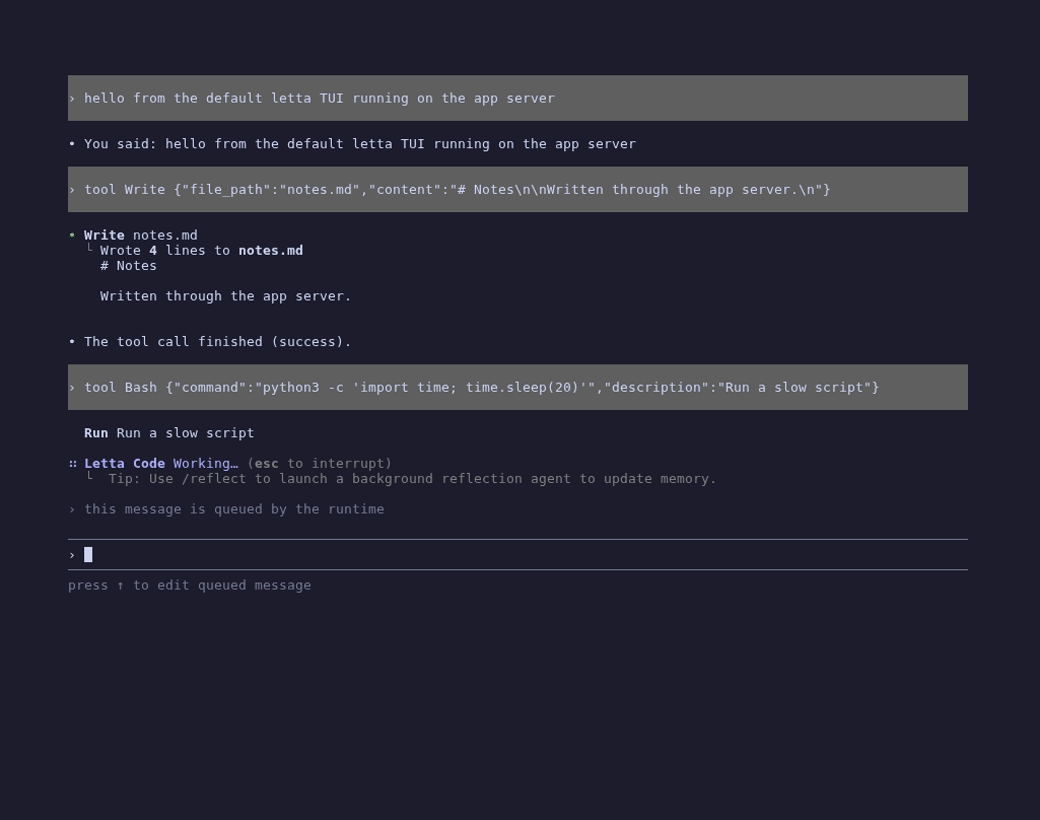 › hello from the default letta TUI running on the app server
• You said: hello from the default letta TUI running on the app server
› tool Write {"file_path":"notes.md","content":"# Notes\n\nWritten through the app server.\n"}
• Write notes.md
└ Wrote 4 lines to notes.md
# Notes
Written through the app server.
• The tool call finished (success).
› tool Bash {"command":"python3 -c 'import time; time.sleep(20)'","description":"Run a slow script"}
Run Run a slow script
⠶ Letta Code Working… (esc to interrupt)
└ Tip: Use /reflect to launch a background reflection agent to update memory.
› this message is queued by the runtime
›
press ↑ to edit queued message